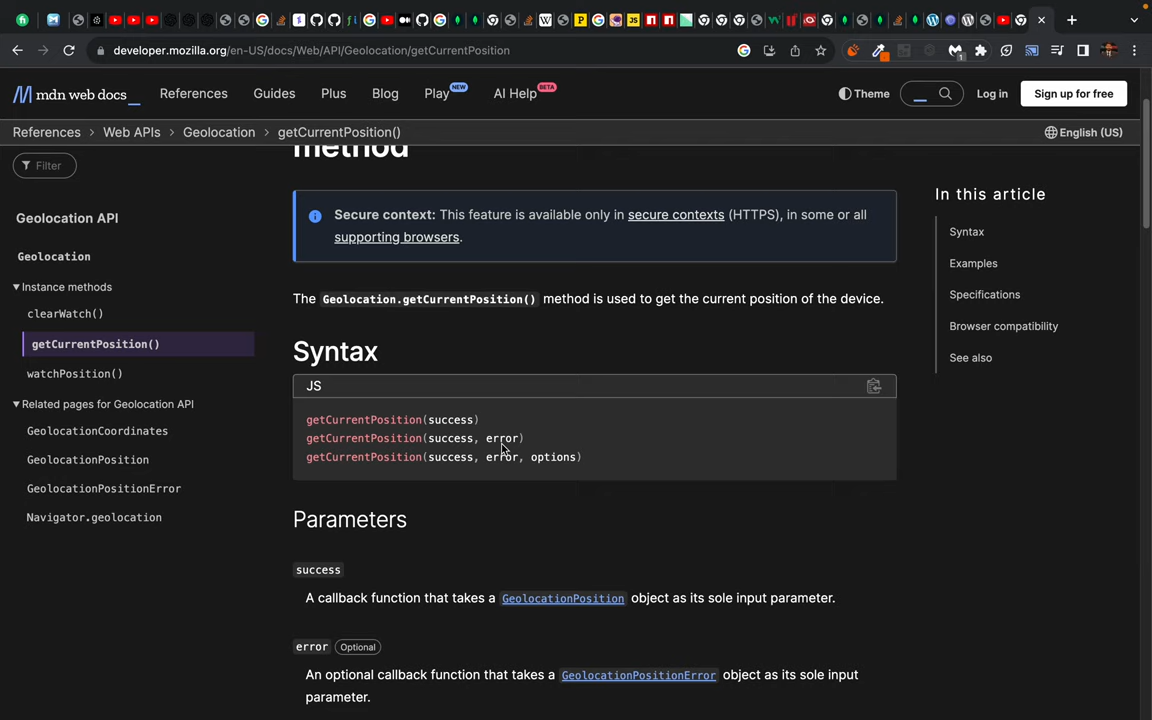 developer.mozilla.org/en-US/docs/Web/API/Geolocation/getCurrentPosition
mdn web docs
References
Guides
Plus
Blog
Play NEW
AI Help BETA
Theme
Log in
Sign up for free
References > Web APIs > Geolocation > getCurrentPosition()
English (US)
Filter
Geolocation API
Geolocation
Instance methods
clearWatch()
getCurrentPosition()
watchPosition()
Related pages for Geolocation API
GeolocationCoordinates
GeolocationPosition
GeolocationPositionError
Navigator.geolocation
method
Secure context: This feature is available only in secure contexts (HTTPS), in some or all
supporting browsers.
The Geolocation.getCurrentPosition() method is used to get the current position of the device.
Syntax
JS
getCurrentPosition(success)
getCurrentPosition(success, error)
getCurrentPosition(success, error, options)
Parameters
success
A callback function that takes a GeolocationPosition object as its sole input parameter.
error Optional
An optional callback function that takes a GeolocationPositionError object as its sole input
parameter.
In this article
Syntax
Examples
Specifications
Browser compatibility
See also